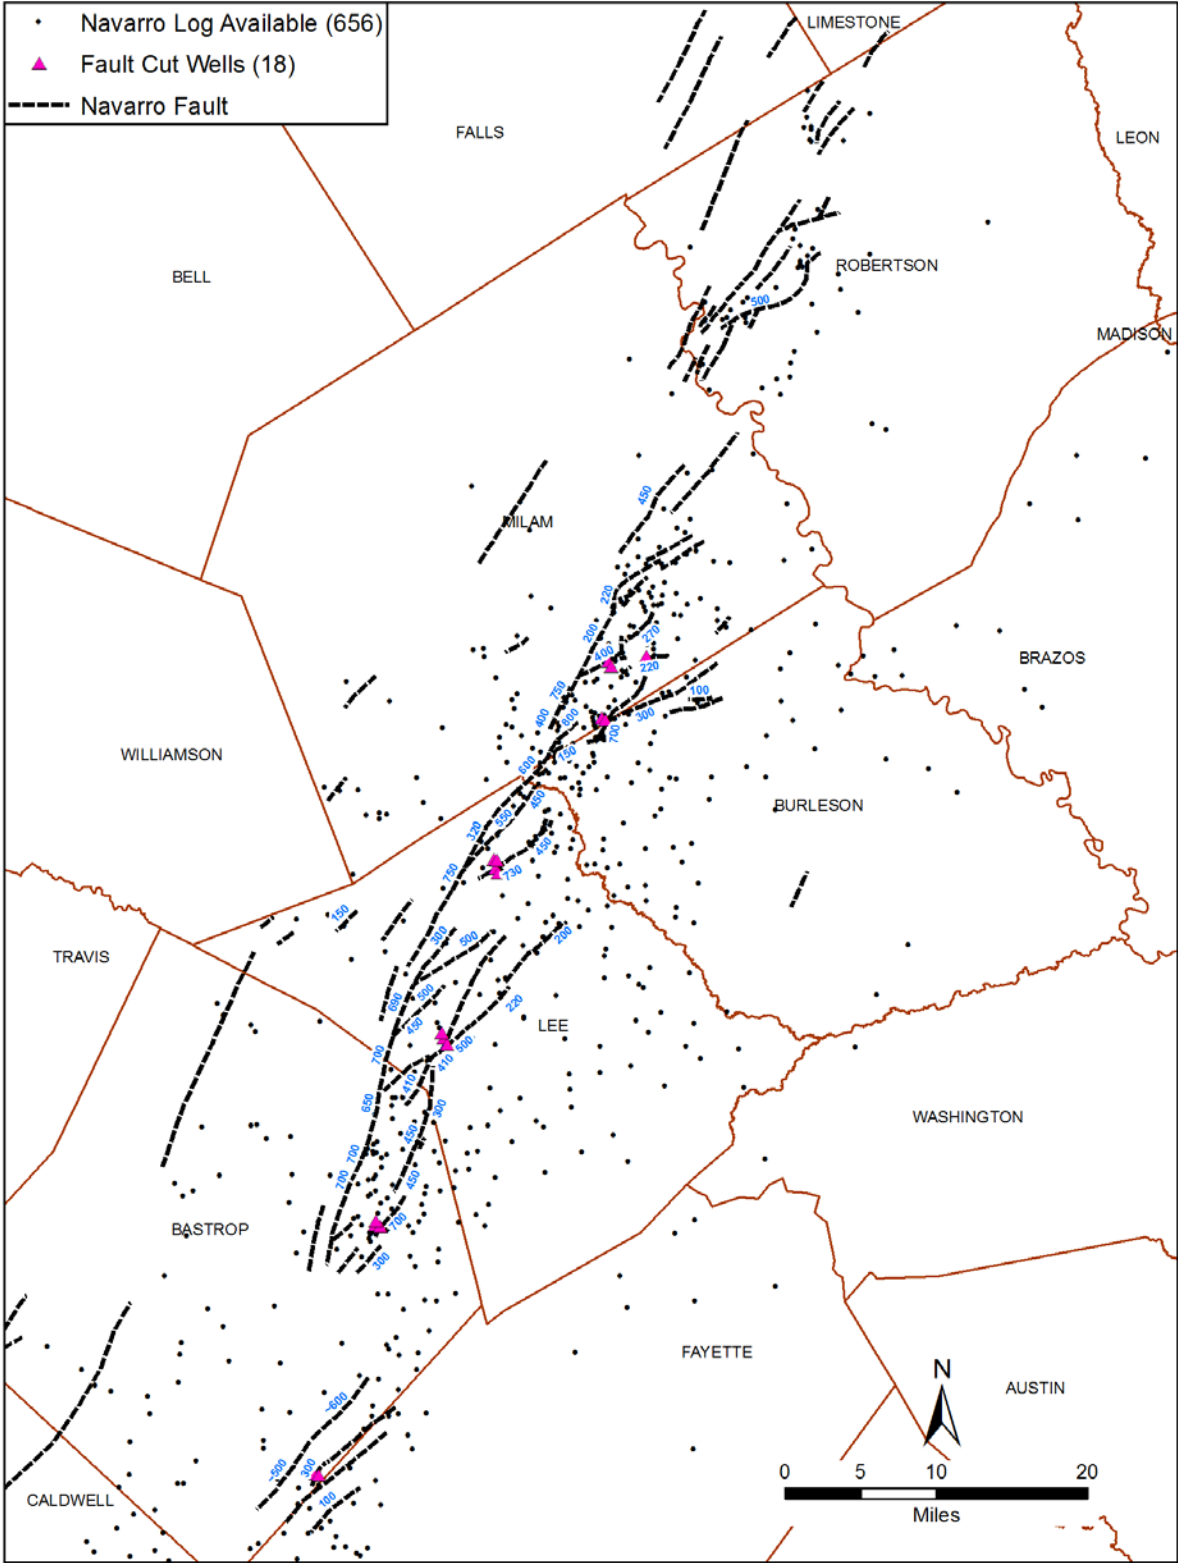 Navarro Log Available (656)
Fault Cut Wells (18)
Navarro Fault
LIMESTONE
FALLS
LEON
BELL
ROBERTSON
500
MADISON
450
MILAM
220
200
270
400
220
BRAZOS
750
100
400
800
300
700
WILLIAMSON
150
600
450
BURLESON
550
320
450
750
730
150
TRAVIS
300
500
200
690
500
220
450
LEE
700
500
410
410
650
300
WASHINGTON
450
700
700
450
BASTROP
700
300
FAYETTE
N
AUSTIN
~600
~500
300
100
CALDWELL
0 5 10 20
Miles